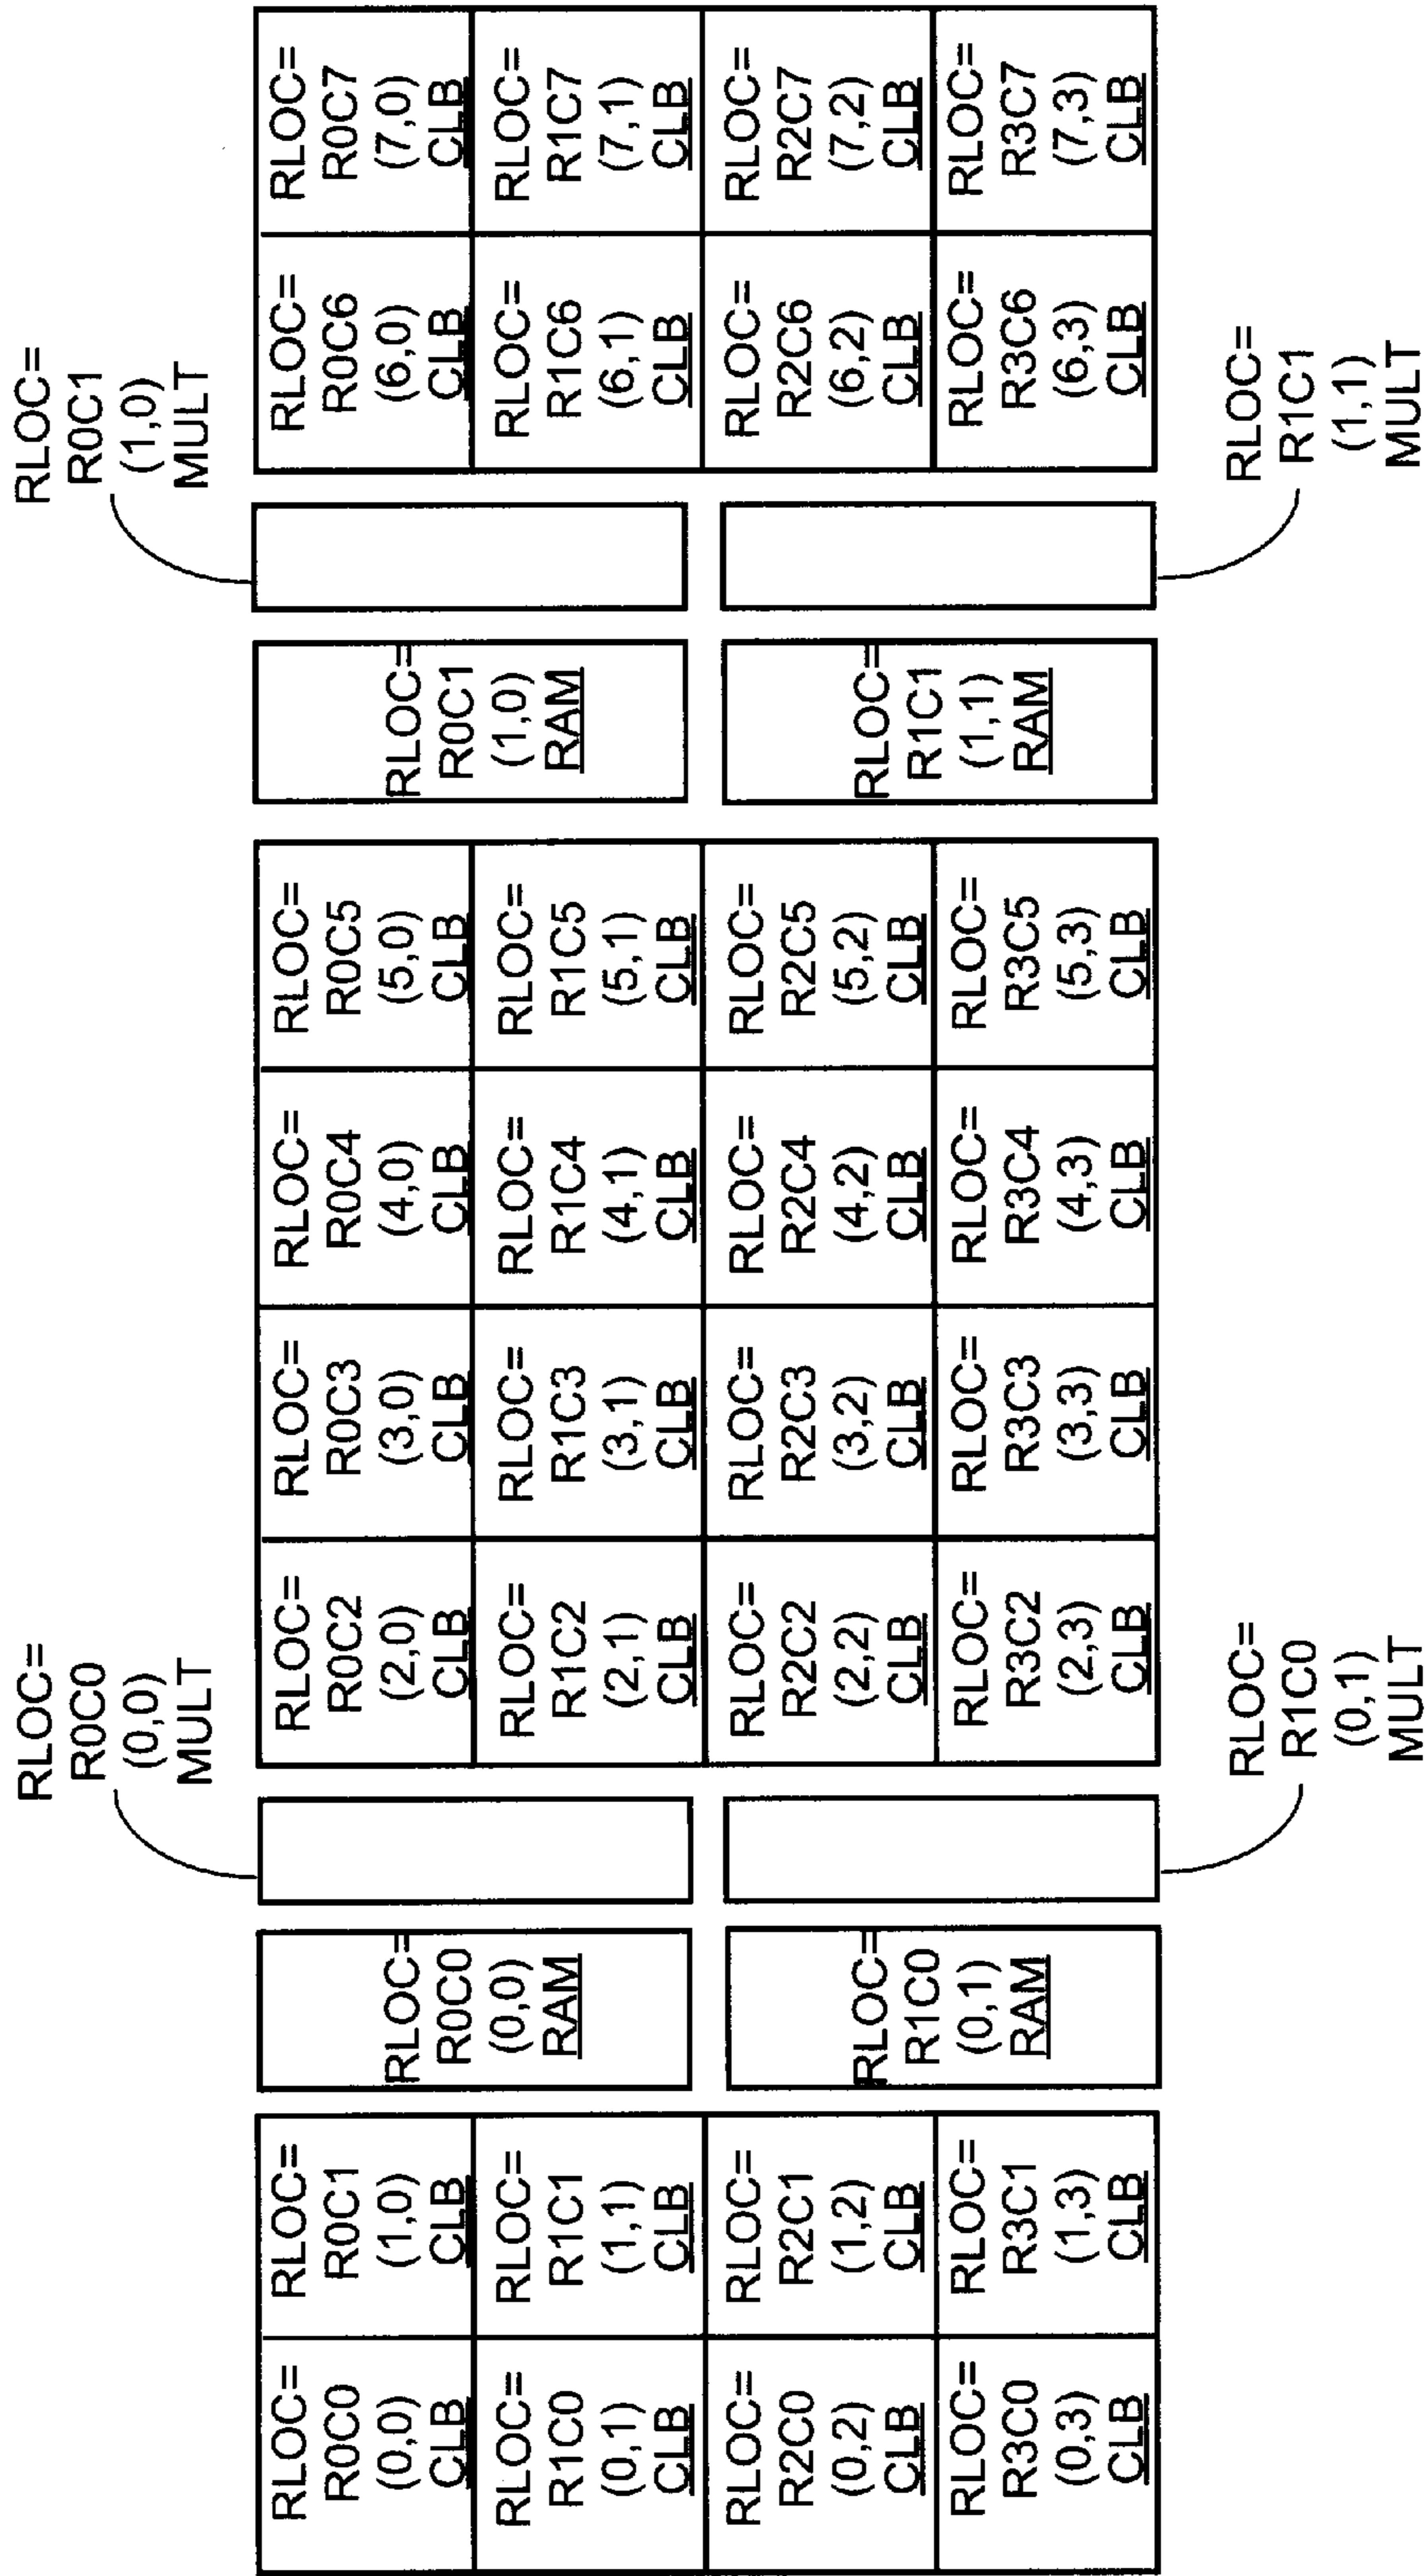 RLOC=
R0C0
(0,0)
MULT
RLOC=
R0C1
(1,0)
MULT
RLOC=
R0C0
(0,0)
CLB
RLOC=
R0C1
(1,0)
CLB
RLOC=
R1C0
(0,1)
CLB
RLOC=
R1C1
(1,1)
CLB
RLOC=
R2C0
(0,2)
CLB
RLOC=
R2C1
(1,2)
CLB
RLOC=
R3C0
(0,3)
CLB
RLOC=
R3C1
(1,3)
CLB
RLOC=
R0C0
(0,0)
RAM
RLOC=
R1C0
(0,1)
RAM
RLOC=
R0C2
(2,0)
CLB
RLOC=
R0C3
(3,0)
CLB
RLOC=
R0C4
(4,0)
CLB
RLOC=
R0C5
(5,0)
CLB
RLOC=
R1C2
(2,1)
CLB
RLOC=
R1C3
(3,1)
CLB
RLOC=
R1C4
(4,1)
CLB
RLOC=
R1C5
(5,1)
CLB
RLOC=
R2C2
(2,2)
CLB
RLOC=
R2C3
(3,2)
CLB
RLOC=
R2C4
(4,2)
CLB
RLOC=
R2C5
(5,2)
CLB
RLOC=
R3C2
(2,3)
CLB
RLOC=
R3C3
(3,3)
CLB
RLOC=
R3C4
(4,3)
CLB
RLOC=
R3C5
(5,3)
CLB
RLOC=
R0C1
(1,0)
RAM
RLOC=
R1C1
(1,1)
RAM
RLOC=
R0C6
(6,0)
CLB
RLOC=
R0C7
(7,0)
CLB
RLOC=
R1C6
(6,1)
CLB
RLOC=
R1C7
(7,1)
CLB
RLOC=
R2C6
(6,2)
CLB
RLOC=
R2C7
(7,2)
CLB
RLOC=
R3C6
(6,3)
CLB
RLOC=
R3C7
(7,3)
CLB
RLOC=
R1C0
(0,1)
MULT
RLOC=
R1C1
(1,1)
MULT